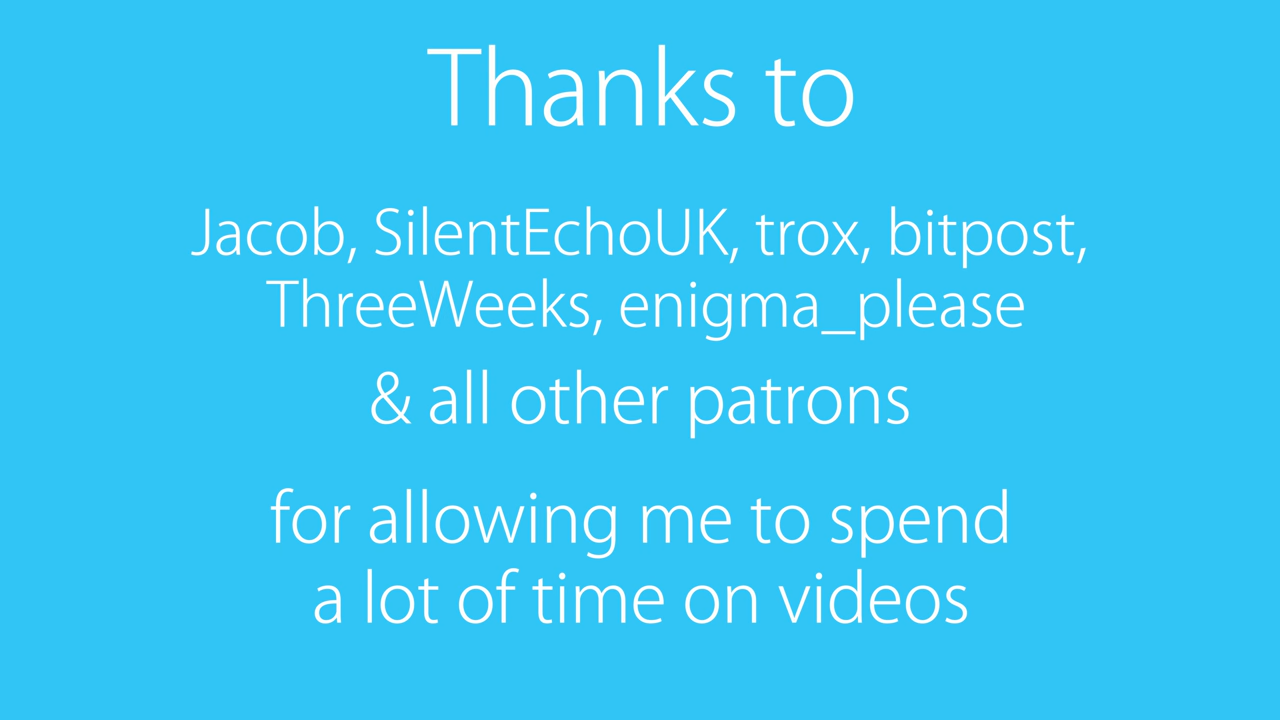 Thanks to
Jacob, SilentEchoUK, trox, bitpost,
ThreeWeeks, enigma_please
& all other patrons
for allowing me to spend
a lot of time on videos